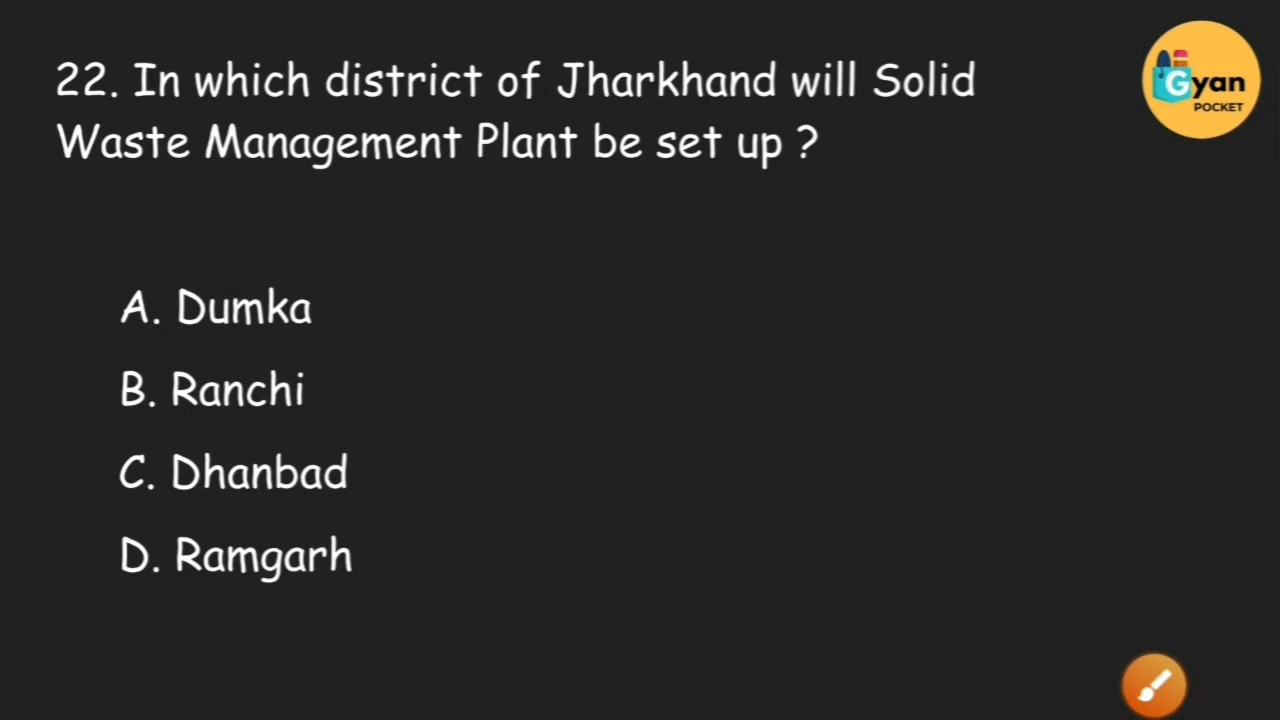 22. In which district of Jharkhand will Solid
Waste Management Plant be set up ?
A. Dumka
B. Ranchi
C. Dhanbad
D. Ramgarh
Gyan
POCKET